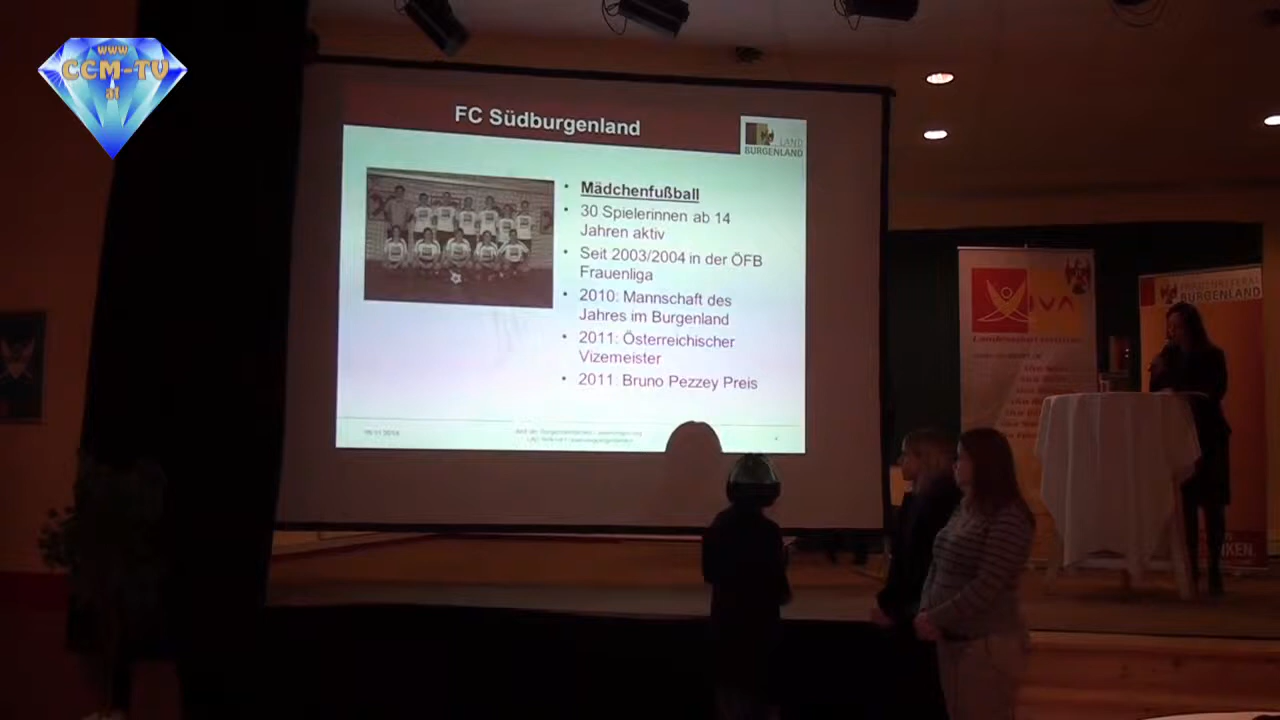 www
CCM-TV
at
FC Südburgenland
LAND
BURGENLAND
• Mädchenfußball
• 30 Spielerinnen ab 14
Jahren aktiv
• Seit 2003/2004 in der ÖFB
Frauenliga
• 2010: Mannschaft des
Jahres im Burgenland
• 2011: Österreichischer
Vizemeister
• 2011: Bruno Pezzey Preis
FRAUENREFERAT
BURGENLAND